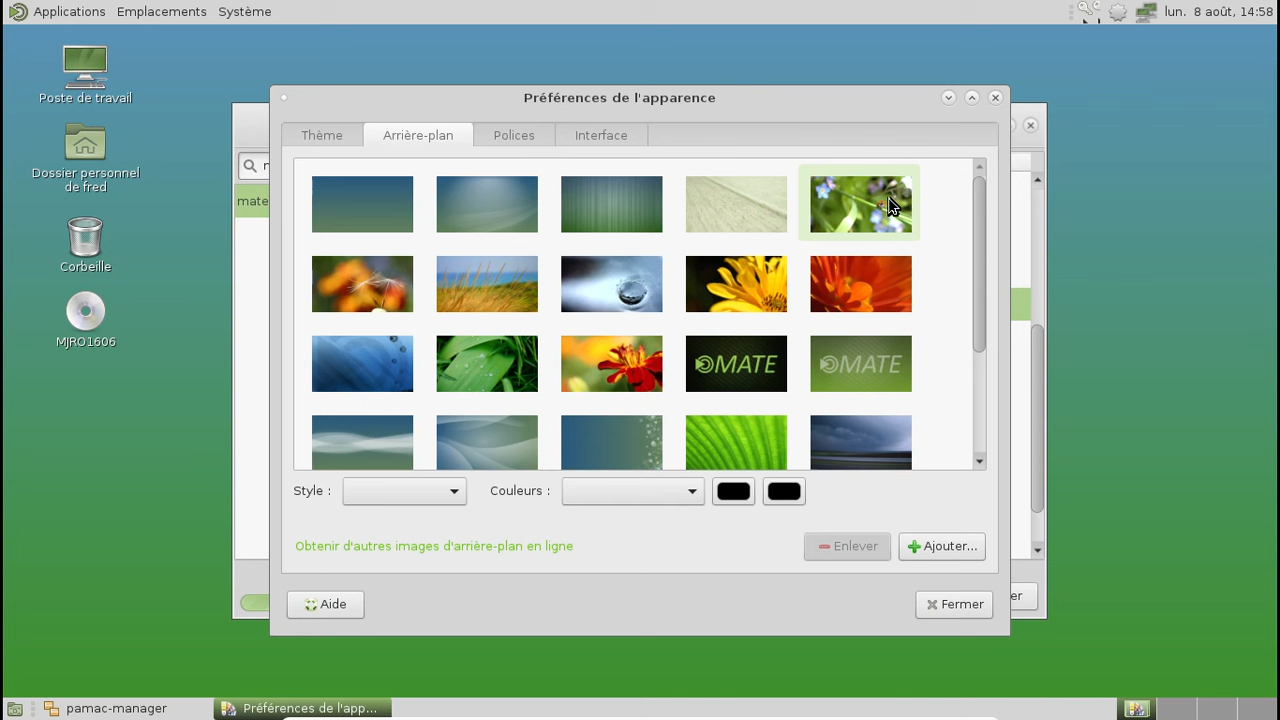 Applications Emplacements Système
lun. 8 août, 14:58
Poste de travail
Dossier personnel
de fred
Corbeille
MJRO1606
mate
Préférences de l'apparence
Thème Arrière-plan Polices Interface
MATE MATE
Style : Couleurs :
Obtenir d'autres images d'arrière-plan en ligne
Enlever Ajouter...
Aide Fermer
er
pamac-manager Préférences de l'app...